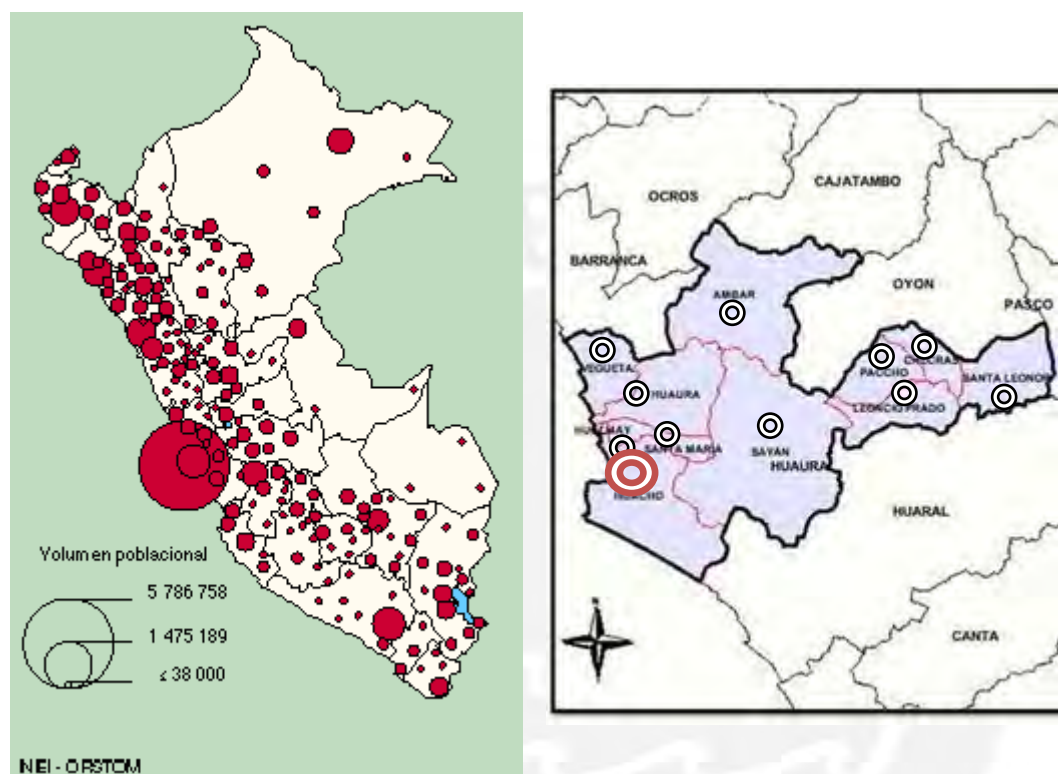 Volumen poblacional
5 786 758
1 475 189
≤ 38 000
INEI - ORSTOM
OCROS
CAJATAMBO
BARRANCA
OYON
AMBAR
PASCO
VEGUETA
CHECRAS
PACCHO
SANTA LEONOR
HUAURA
LEONCIO PRADO
HUALMAY
SANTA MARIA
SAYAN
HUAURA
HUACHO
HUARAL
N
CANTA